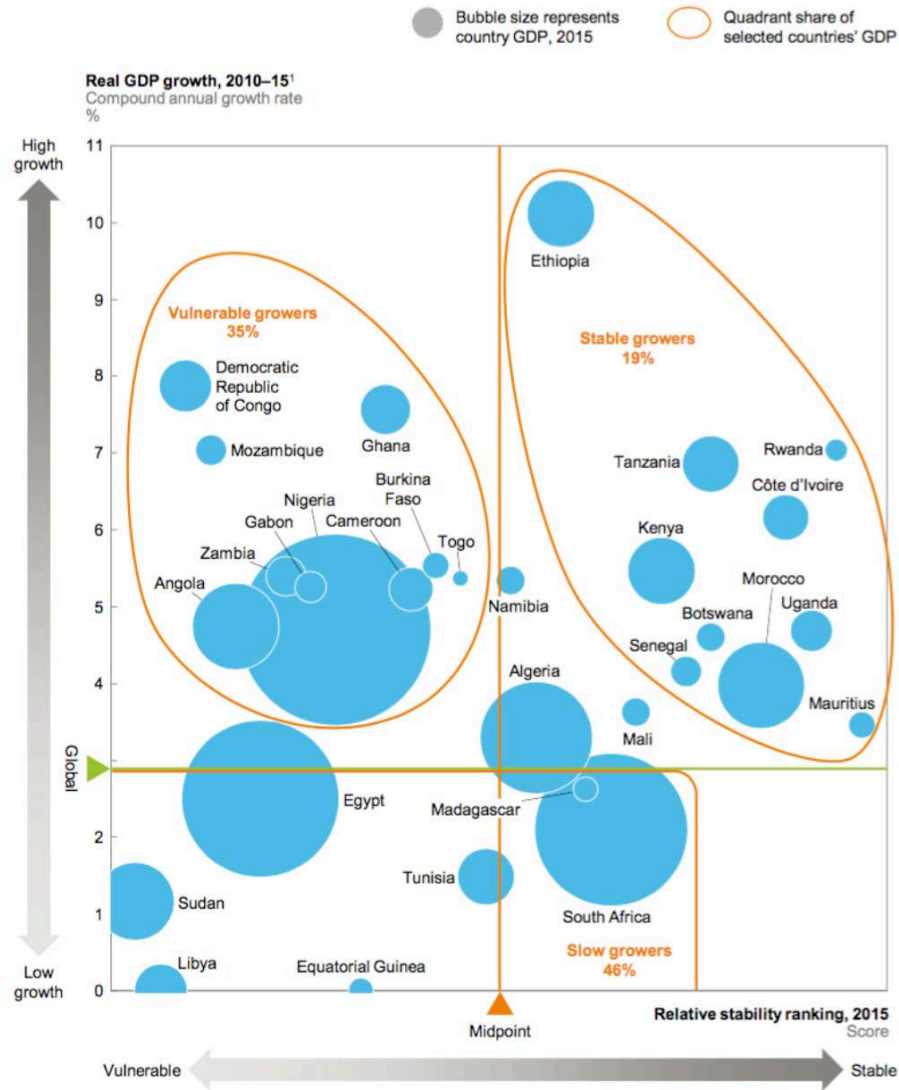 Bubble size represents
country GDP, 2015
Quadrant share of
selected countries' GDP
Real GDP growth, 2010–15¹
Compound annual growth rate
%
High
growth
11
10
9
8
7
6
5
4
Global
2
1
0
Low
growth
Ethiopia
Vulnerable growers
35%
Stable growers
19%
Democratic
Republic
of Congo
Ghana
Mozambique
Tanzania
Rwanda
Côte d'Ivoire
Burkina
Faso
Nigeria
Gabon
Cameroon
Togo
Zambia
Angola
Namibia
Kenya
Morocco
Botswana
Uganda
Senegal
Algeria
Mali
Mauritius
Egypt
Madagascar
Tunisia
Sudan
South Africa
Libya
Equatorial Guinea
Slow growers
46%
Midpoint
Relative stability ranking, 2015
Score
Vulnerable
Stable